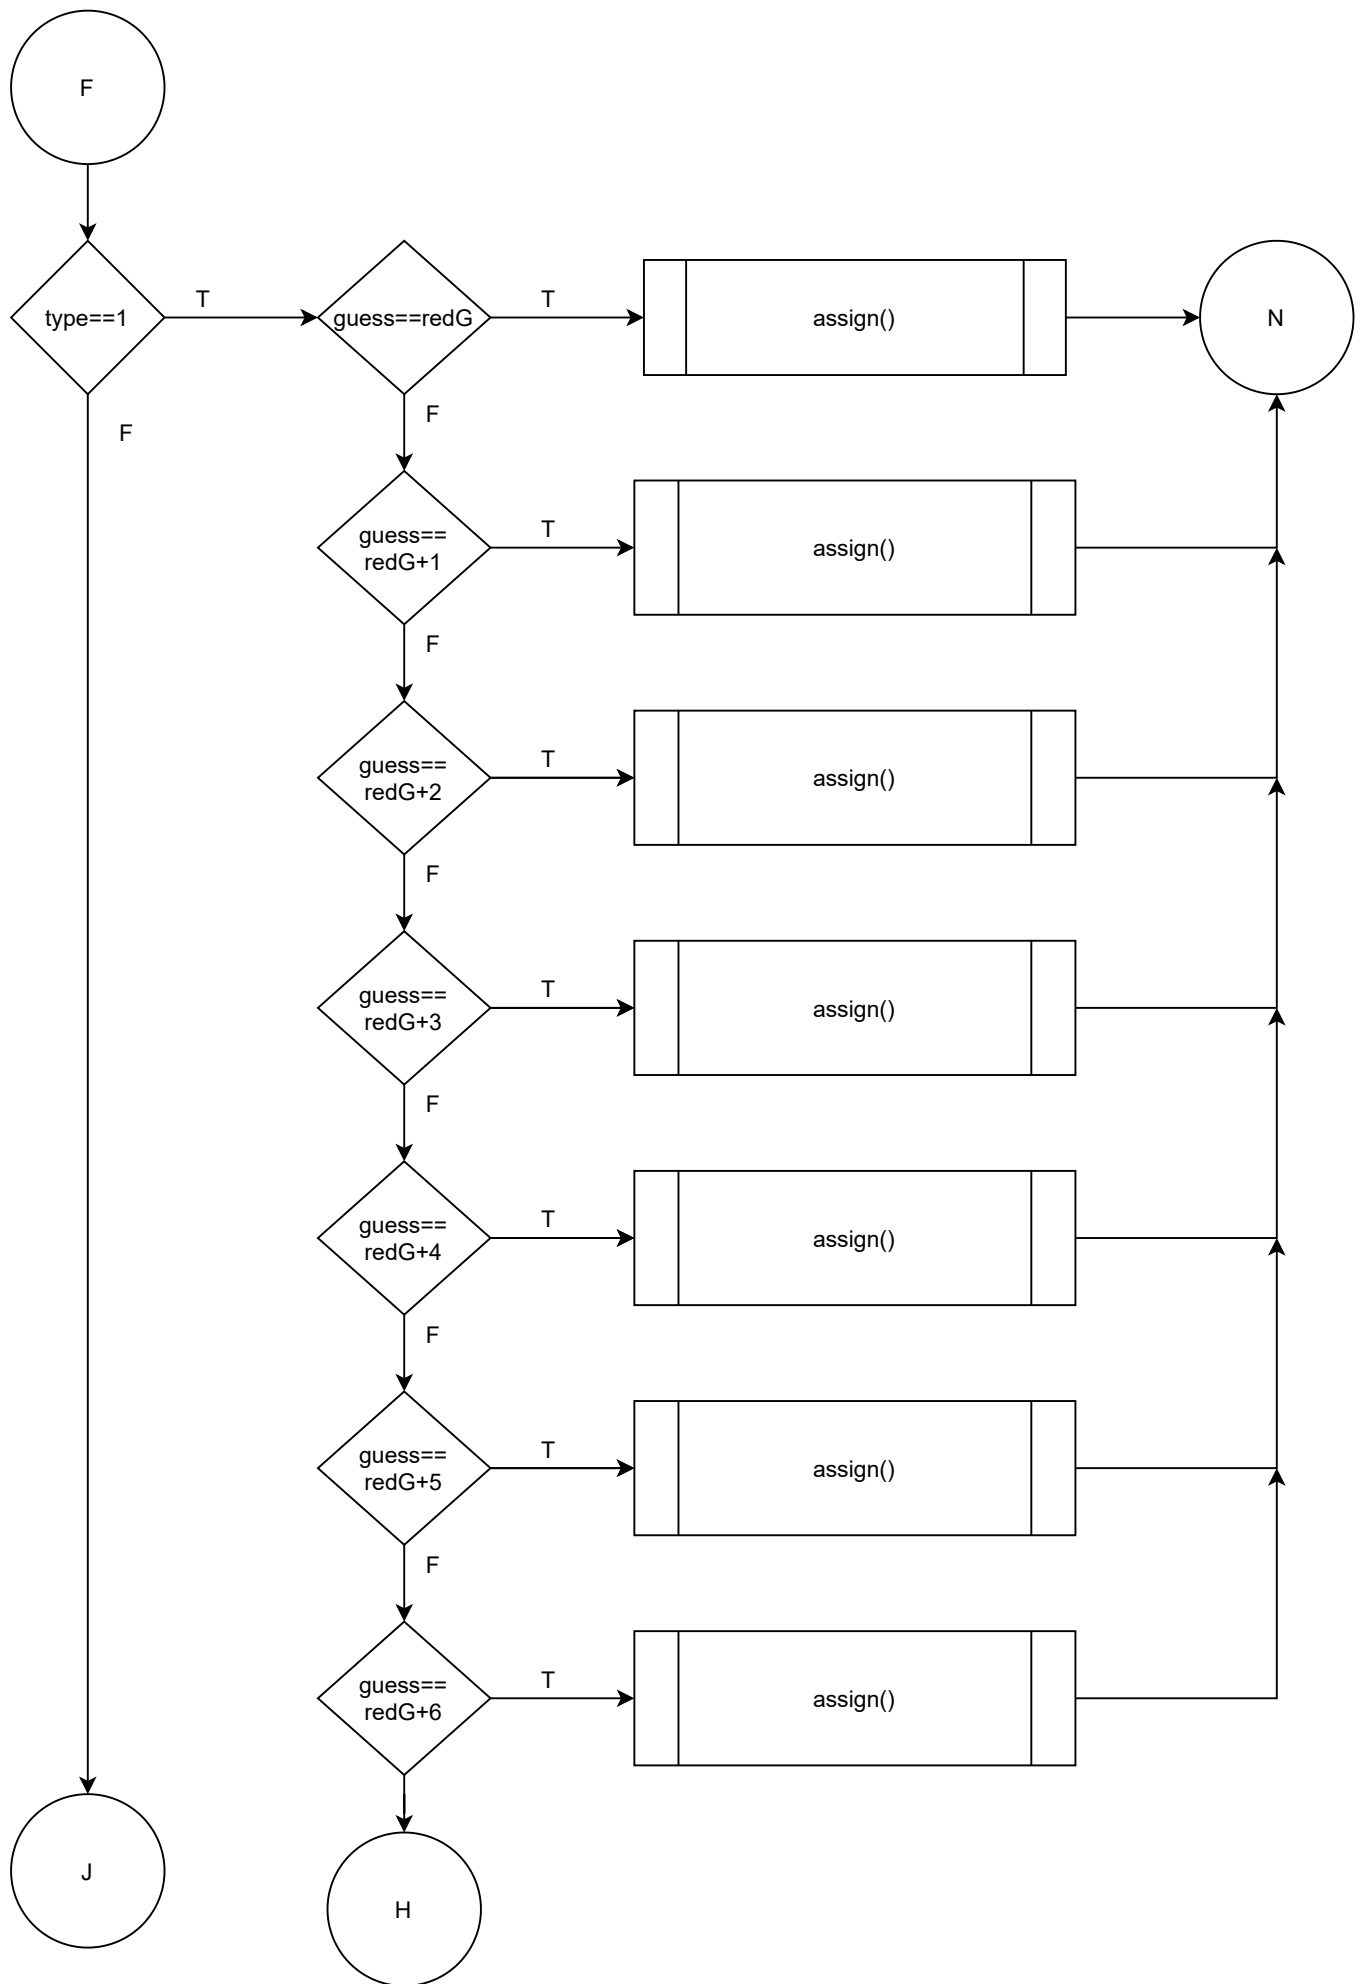 F
type==1
T
guess==redG
T
assign()
N
F
F
guess==
redG+1
T
assign()
F
guess==
redG+2
T
assign()
F
guess==
redG+3
T
assign()
F
guess==
redG+4
T
assign()
F
guess==
redG+5
T
assign()
F
guess==
redG+6
T
assign()
J
H